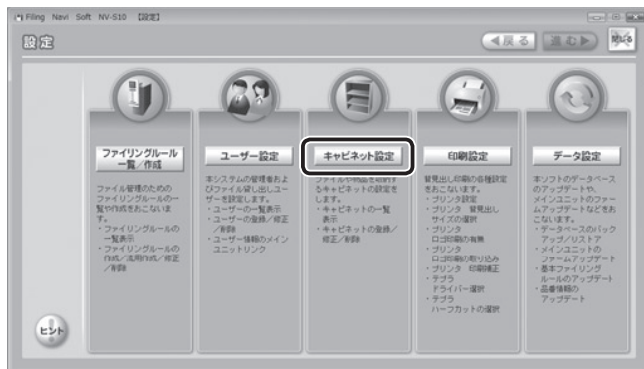 Filing Navi Soft NV-S10 【設定】
設定
戻る
進む
閉じる
ファイリングルール
一覧/作成
ファイル管理のための
ファイリングルールの一
覧や作成をおこないま
す。
・ファイリングルールの
一覧表示
・ファイリングルールの
作成/流用作成/修正
/削除
ユーザー設定
本システムの管理者およ
びファイル貸し出しユー
ザーを設定します。
・ユーザーの一覧表示
・ユーザーの登録/修正
/削除
・ユーザー情報のメイン
ユニットリンク
キャビネット設定
ファイルや物品を収納す
るキャビネットの設定を
します。
・キャビネットの一覧
表示
・キャビネットの登録/
修正/削除
印刷設定
背見出し印刷の各種設定
をおこないます。
・プリンタ設定
・プリンタ 背見出し
サイズの選択
・プリンタ
ロゴ印刷の有無
・プリンタ
ロゴ印刷の取り込み
・プリンタ 印刷補正
・テプラ
ドライバー選択
・テプラ
ハーフカットの選択
データ設定
本ソフトのデータベース
のアップデートや、
メインユニットのファー
ムアップデートなどをお
こないます。
・データベースのバック
アップ/リストア
・メインユニットの
ファームアップデート
・基本ファイリング
ルールのアップデート
・品番情報の
アップデート
ヒント